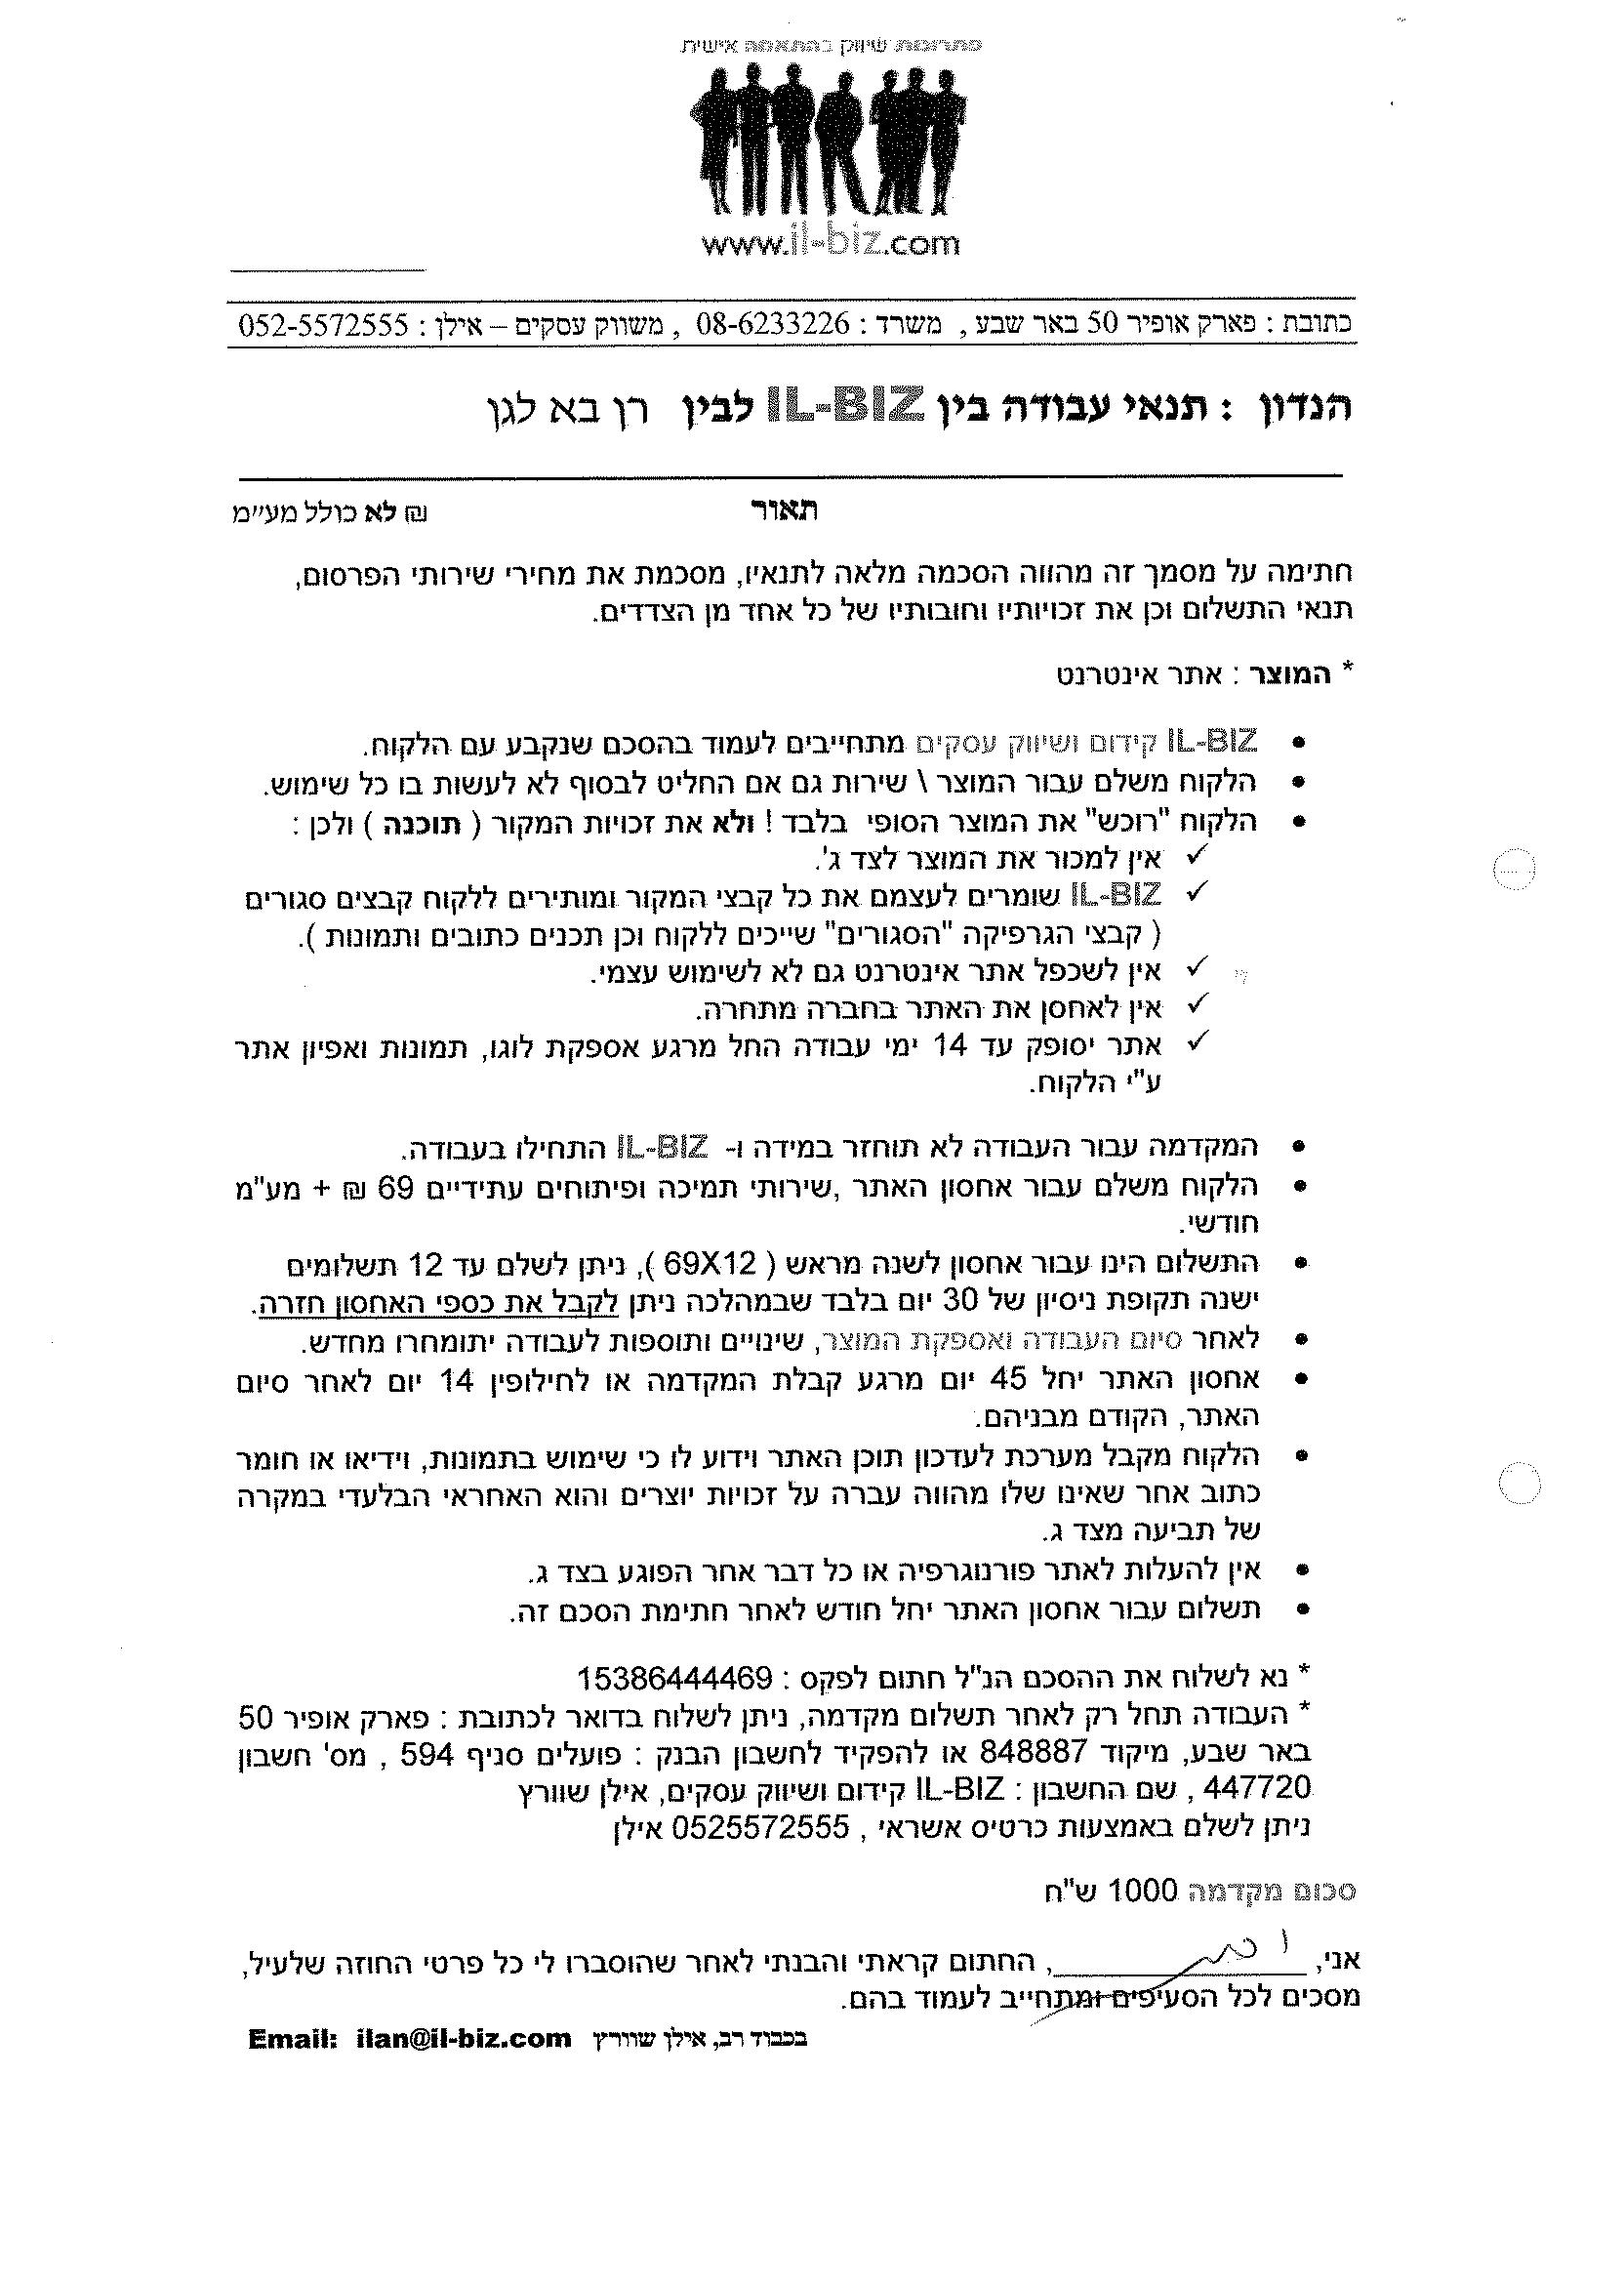 פתרונות שיווק בהתאמה אישית
www.il-biz.com
כתובת : פארק אופיר 50 באר שבע , משרד : 08-6233226 , משווק עסקים – אילן : 052-5572555
הנדון : תנאי עבודה בין IL-BIZ לבין רן בא לגן
תאור ₪ לא כולל מע״מ
חתימה על מסמך זה מהווה הסכמה מלאה לתנאיו, מסכמת את מחירי שירותי הפרסום,
תנאי התשלום וכן את זכויותיו וחובותיו של כל אחד מן הצדדים.
* המוצר : אתר אינטרנט
• IL-BIZ קידום ושיווק עסקים מתחייבים לעמוד בהסכם שנקבע עם הלקוח.
• הלקוח משלם עבור המוצר \ שירות גם אם החליט לבסוף לא לעשות בו כל שימוש.
• הלקוח "רוכש" את המוצר הסופי בלבד ! ולא את זכויות המקור ( תוכנה ) ולכן :
✓ אין למכור את המוצר לצד ג'.
✓ IL-BIZ שומרים לעצמם את כל קבצי המקור ומותירים ללקוח קבצים סגורים
( קבצי הגרפיקה "הסגורים" שייכים ללקוח וכן תכנים כתובים ותמונות ).
✓ אין לשכפל אתר אינטרנט גם לא לשימוש עצמי.
✓ אין לאחסן את האתר בחברה מתחרה.
✓ אתר יסופק עד 14 ימי עבודה החל מרגע אספקת לוגו, תמונות ואפיון אתר
ע"י הלקוח.
• המקדמה עבור העבודה לא תוחזר במידה ו- IL-BIZ התחילו בעבודה.
• הלקוח משלם עבור אחסון האתר ,שירותי תמיכה ופיתוחים עתידיים 69 ₪ + מע"מ
חודשי.
• התשלום הינו עבור אחסון לשנה מראש ( 69X12 ), ניתן לשלם עד 12 תשלומים
ישנה תקופת ניסיון של 30 יום בלבד שבמהלכה ניתן לקבל את כספי האחסון חזרה.
• לאחר סיום העבודה ואספקת המוצר, שינויים ותוספות לעבודה יתומחרו מחדש.
• אחסון האתר יחל 45 יום מרגע קבלת המקדמה או לחילופין 14 יום לאחר סיום
האתר, הקודם מבניהם.
• הלקוח מקבל מערכת לעדכון תוכן האתר וידוע לו כי שימוש בתמונות, וידיאו או חומר
כתוב אחר שאינו שלו מהווה עברה על זכויות יוצרים והוא האחראי הבלעדי במקרה
של תביעה מצד ג.
• אין להעלות לאתר פורנוגרפיה או כל דבר אחר הפוגע בצד ג.
• תשלום עבור אחסון האתר יחל חודש לאחר חתימת הסכם זה.
* נא לשלוח את ההסכם הנ"ל חתום לפקס : 15386444469
* העבודה תחל רק לאחר תשלום מקדמה, ניתן לשלוח בדואר לכתובת : פארק אופיר 50
באר שבע, מיקוד 848887 או להפקיד לחשבון הבנק : פועלים סניף 594 , מס' חשבון
447720 , שם החשבון : IL-BIZ קידום ושיווק עסקים, אילן שוורץ
ניתן לשלם באמצעות כרטיס אשראי , 0525572555 אילן
סכום מקדמה 1000 ש"ח
אני, , החתום קראתי והבנתי לאחר שהוסברו לי כל פרטי החוזה שלעיל,
מסכים לכל הסעיפים ומתחייב לעמוד בהם.
בכבוד רב, אילן שוורץ Email: ilan@il-biz.com